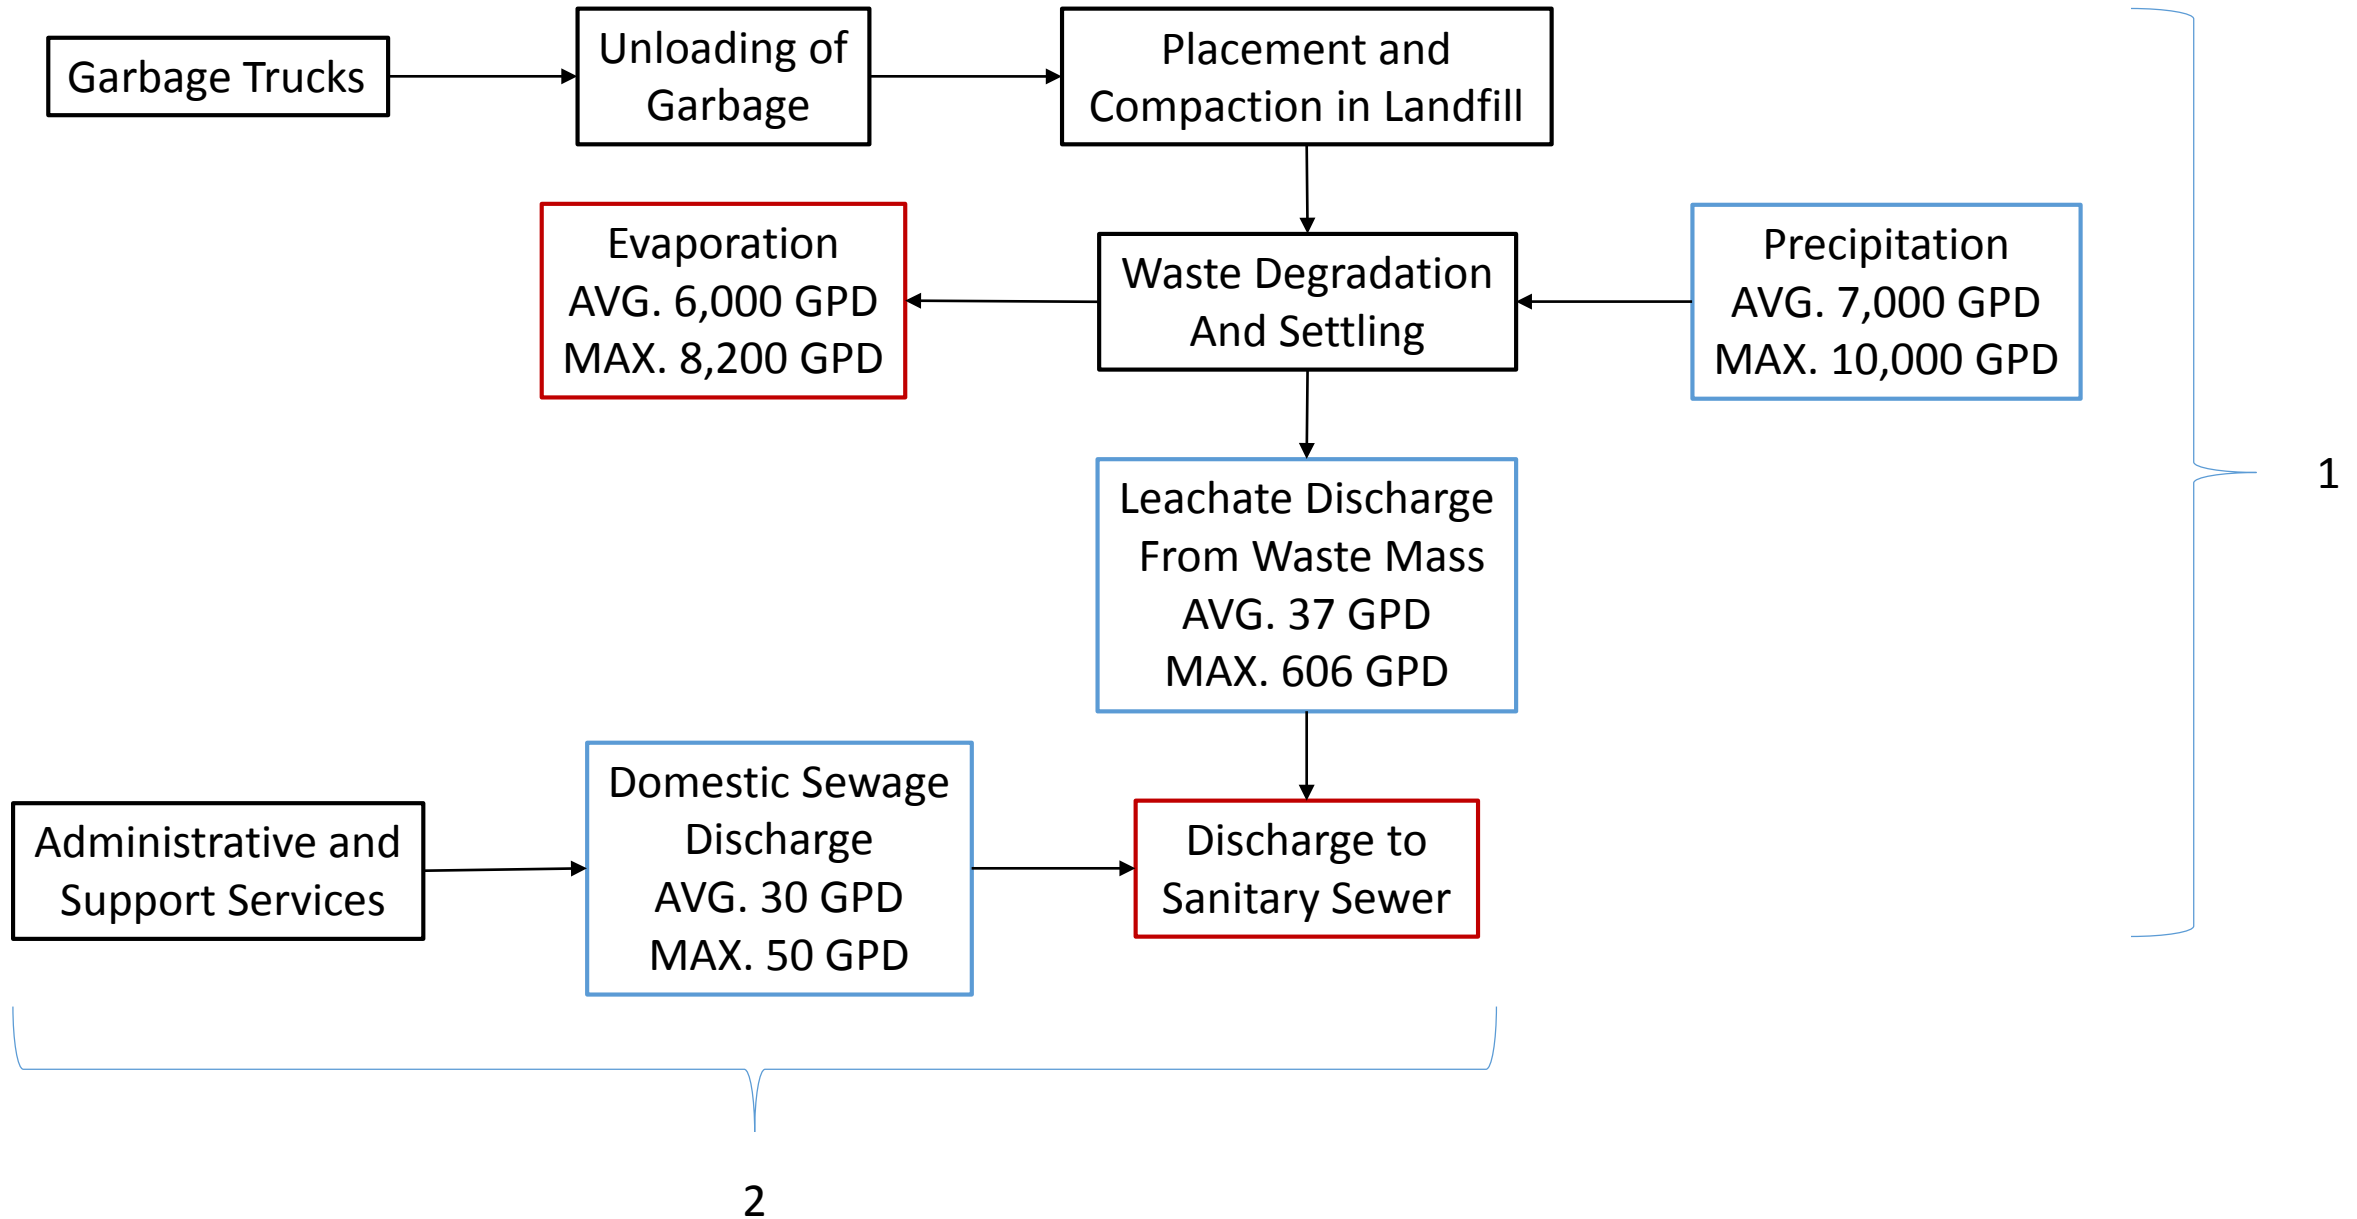 Garbage Trucks
Unloading of
Garbage
Placement and
Compaction in Landfill
Evaporation
AVG. 6,000 GPD
MAX. 8,200 GPD
Waste Degradation
And Settling
Precipitation
AVG. 7,000 GPD
MAX. 10,000 GPD
1
Leachate Discharge
From Waste Mass
AVG. 37 GPD
MAX. 606 GPD
Administrative and
Support Services
Domestic Sewage
Discharge
AVG. 30 GPD
MAX. 50 GPD
Discharge to
Sanitary Sewer
2